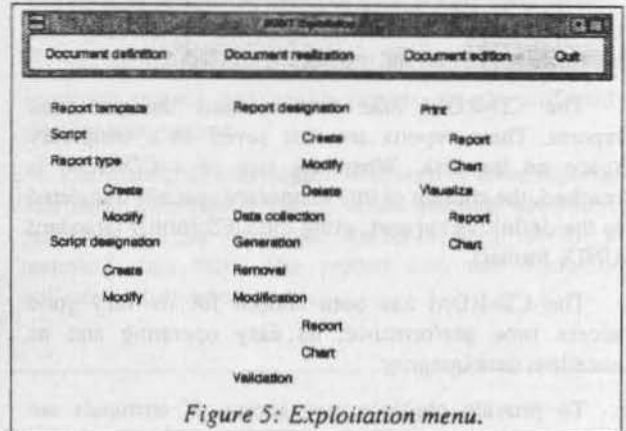 Exploitation
Document definition Document realization Document edition Quit
Report template Report designation Print
Script Create Report
Report type Modify Chart
Create Delete Visualize
Modify Data collection Report
Script designation Generation Chart
Create Removal
Modify Modification
Report
Chart
Validation
Figure 5: Exploitation menu.